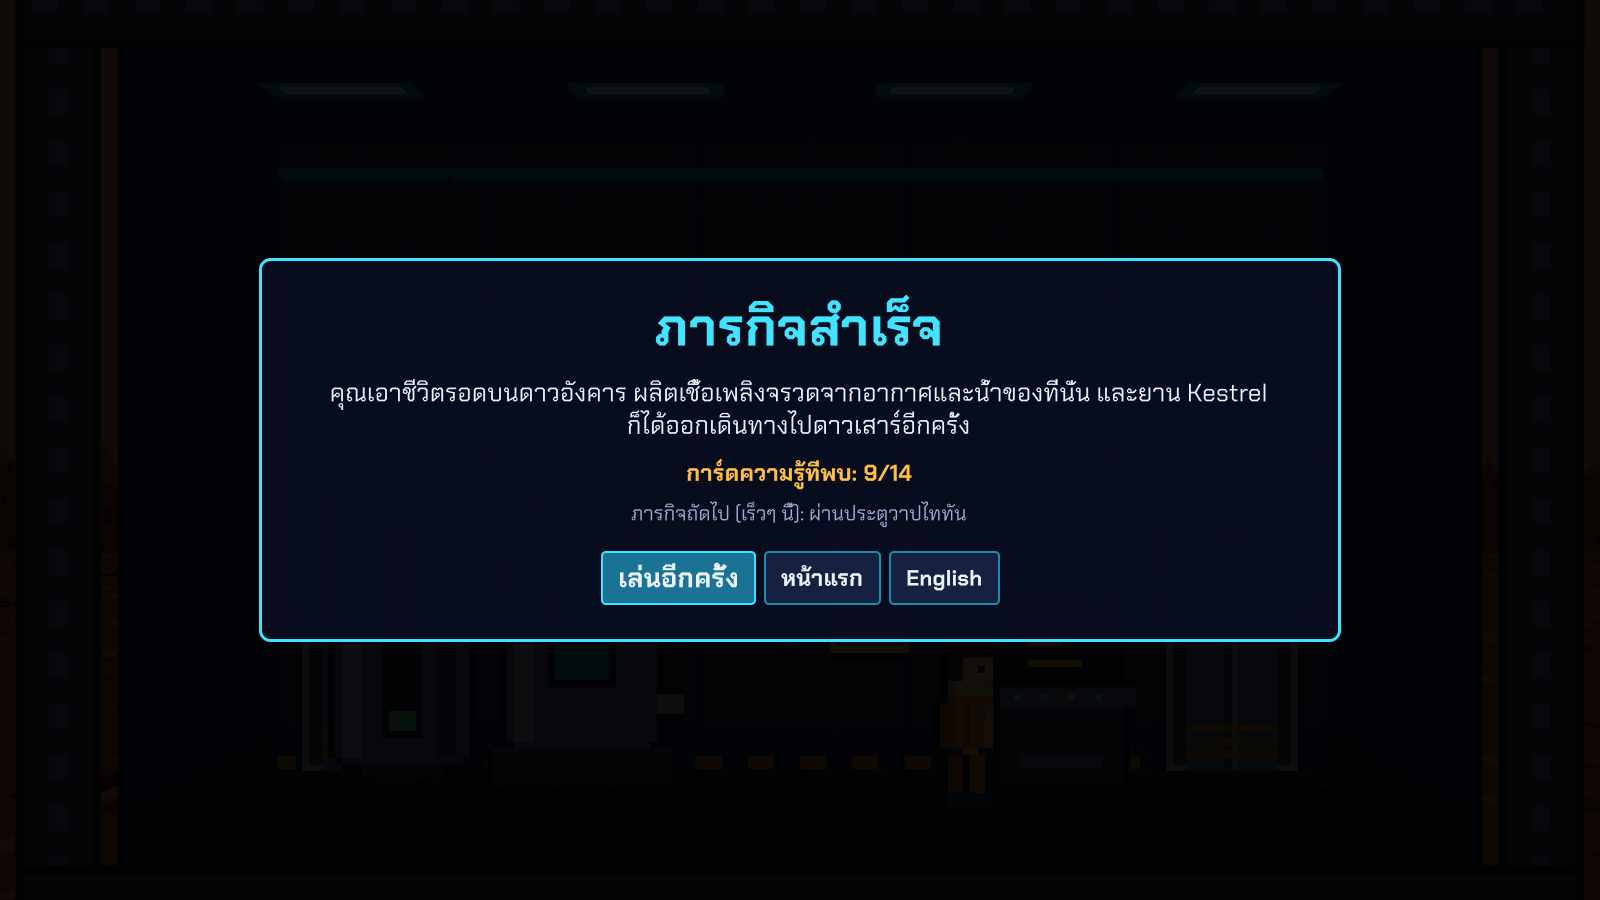 ภารกิจสำเร็จ
คุณเอาชีวิตรอดบนดาวอังคาร ผลิตเชื้อเพลิงจรวดจากอากาศและน้ำของที่นั่น และยาน Kestrel
ก็ได้ออกเดินทางไปดาวเสาร์อีกครั้ง
การ์ดความรู้ที่พบ: 9/14
ภารกิจถัดไป (เร็วๆ นี้): ผ่านประตูวาปไททัน
เล่นอีกครั้ง
หน้าแรก
English